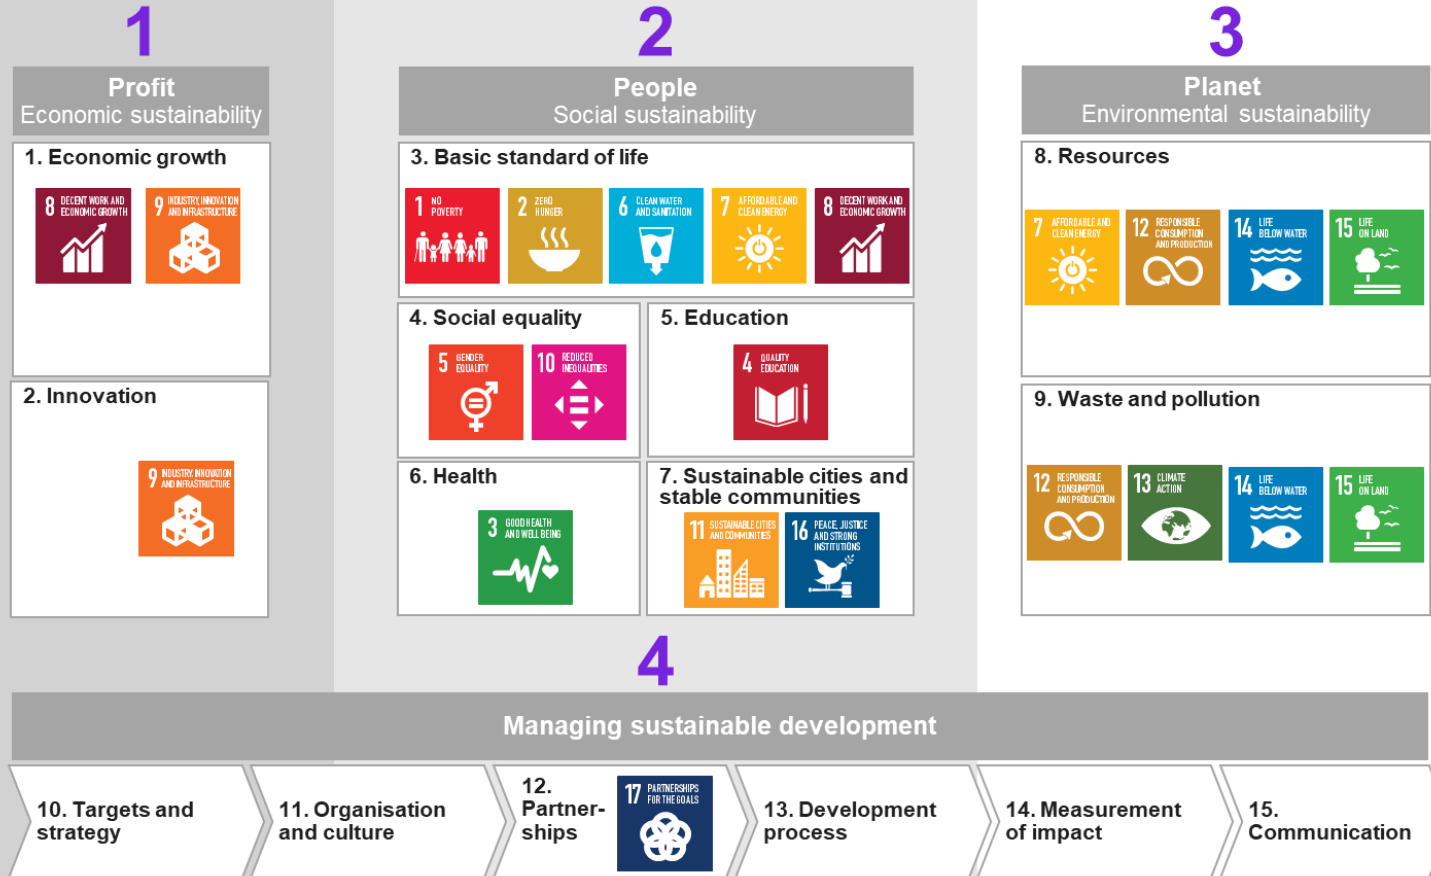 1
Profit
Economic sustainability
1. Economic growth
8 DECENT WORK AND
ECONOMIC GROWTH
9 INDUSTRY, INNOVATION
AND INFRASTRUCTURE
2. Innovation
9 INDUSTRY, INNOVATION
AND INFRASTRUCTURE
2
People
Social sustainability
3. Basic standard of life
1 NO
POVERTY
2 ZERO
HUNGER
6 CLEAN WATER
AND SANITATION
7 AFFORDABLE AND
CLEAN ENERGY
8 DECENT WORK AND
ECONOMIC GROWTH
4. Social equality
5 GENDER
EQUALITY
10 REDUCED
INEQUALITIES
5. Education
4 QUALITY
EDUCATION
6. Health
3 GOOD HEALTH
AND WELL BEING
7. Sustainable cities and
stable communities
11 SUSTAINABLE CITIES
AND COMMUNITIES
16 PEACE, JUSTICE
AND STRONG
INSTITUTIONS
3
Planet
Environmental sustainability
8. Resources
7 AFFORDABLE AND
CLEAN ENERGY
12 RESPONSIBLE
CONSUMPTION
AND PRODUCTION
14 LIFE
BELOW WATER
15 LIFE
ON LAND
9. Waste and pollution
12 RESPONSIBLE
CONSUMPTION
AND PRODUCTION
13 CLIMATE
ACTION
14 LIFE
BELOW WATER
15 LIFE
ON LAND
4
Managing sustainable development
10. Targets and
strategy
11. Organisation
and culture
12.
Partner-
ships
17 PARTNERSHIPS
FOR THE GOALS
13. Development
process
14. Measurement
of impact
15.
Communication